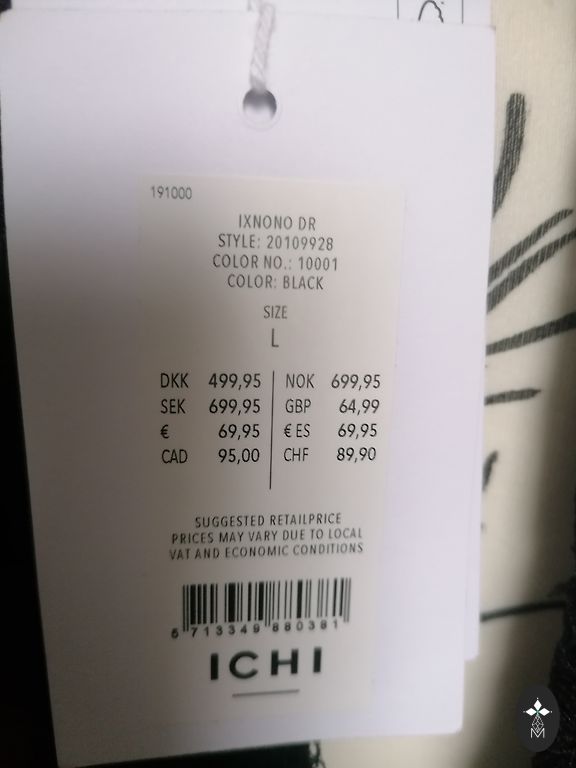 191000
IXNONO DR
STYLE: 20109928
COLOR NO.: 10001
COLOR: BLACK
SIZE
L
DKK 499,95 NOK 699,95
SEK 699,95 GBP 64,99
€ 69,95 € ES 69,95
CAD 95,00 CHF 89,90
SUGGESTED RETAILPRICE
PRICES MAY VARY DUE TO LOCAL
VAT AND ECONOMIC CONDITIONS
5 713349 880381
ICHI
M